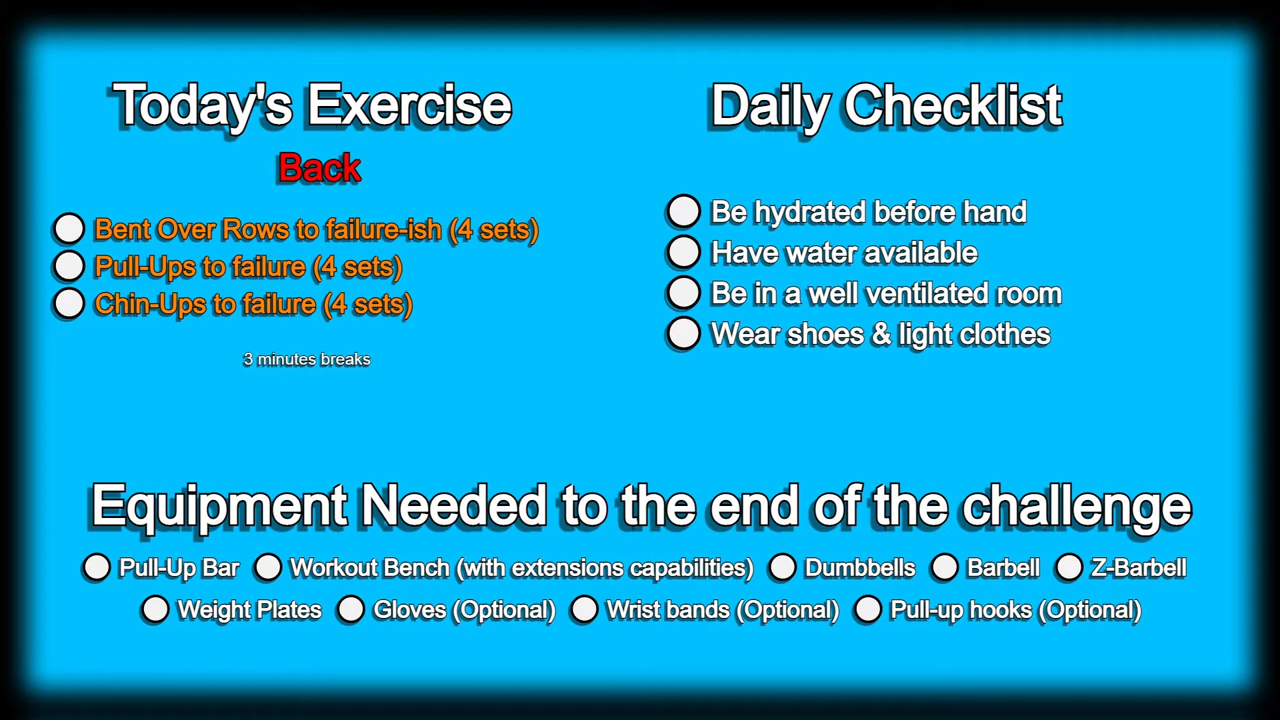 Today's Exercise
Back
Bent Over Rows to failure-ish (4 sets)
Pull-Ups to failure (4 sets)
Chin-Ups to failure (4 sets)
3 minutes breaks
Daily Checklist
Be hydrated before hand
Have water available
Be in a well ventilated room
Wear shoes & light clothes
Equipment Needed to the end of the challenge
Pull-Up Bar Workout Bench (with extensions capabilities) Dumbbells Barbell Z-Barbell
Weight Plates Gloves (Optional) Wrist bands (Optional) Pull-up hooks (Optional)